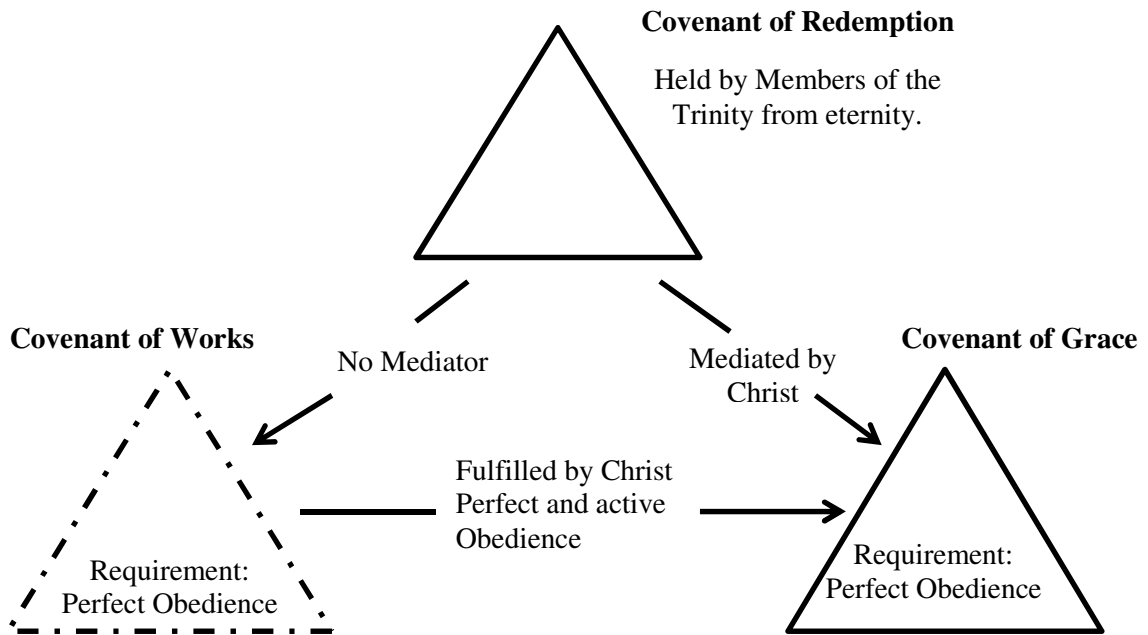 Covenant of Redemption
Held by Members of the
Trinity from eternity.
Covenant of Works
No Mediator
Mediated by
Christ
Covenant of Grace
Fulfilled by Christ
Perfect and active
Obedience
Requirement:
Perfect Obedience
Requirement:
Perfect Obedience